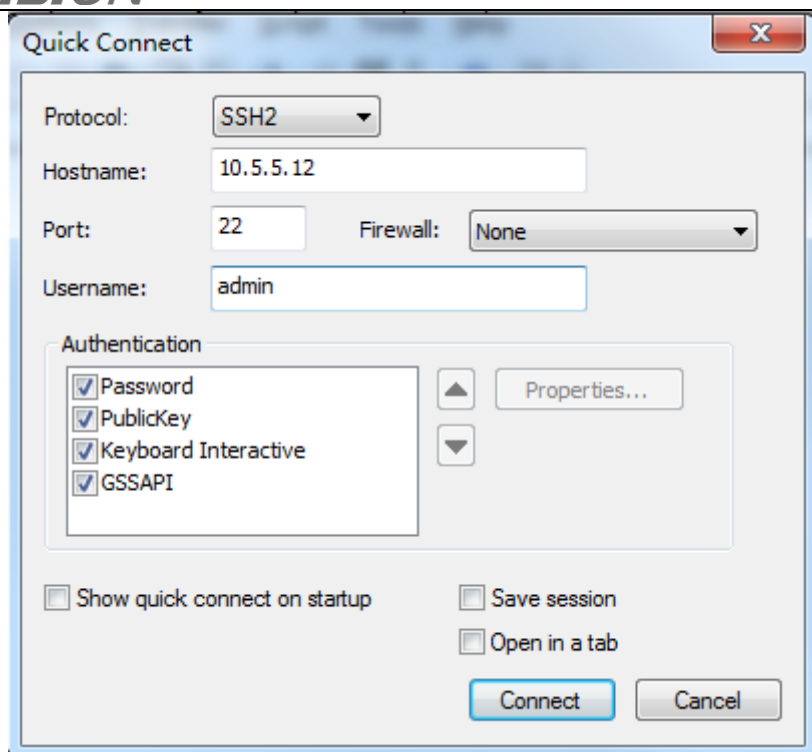 Quick Connect
Protocol: SSH2
Hostname: 10.5.5.12
Port: 22 Firewall: None
Username: admin
Authentication
Password
PublicKey Properties...
Keyboard Interactive
GSSAPI
Show quick connect on startup Save session
Open in a tab
Connect Cancel